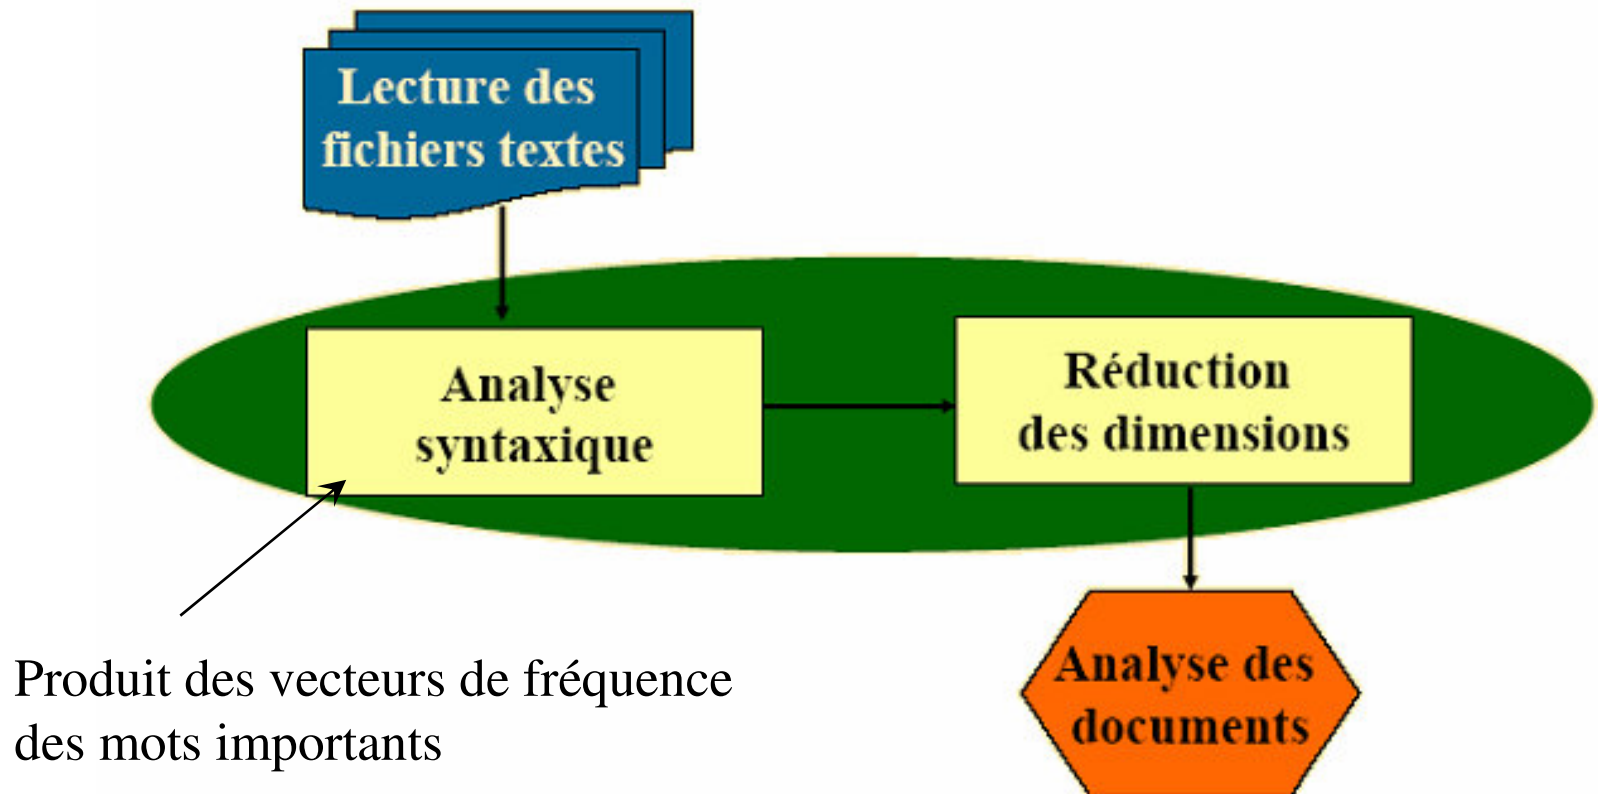 Lecture des
fichiers textes
Analyse
syntaxique
Réduction
des dimensions
Produit des vecteurs de fréquence
des mots importants
Analyse des
documents